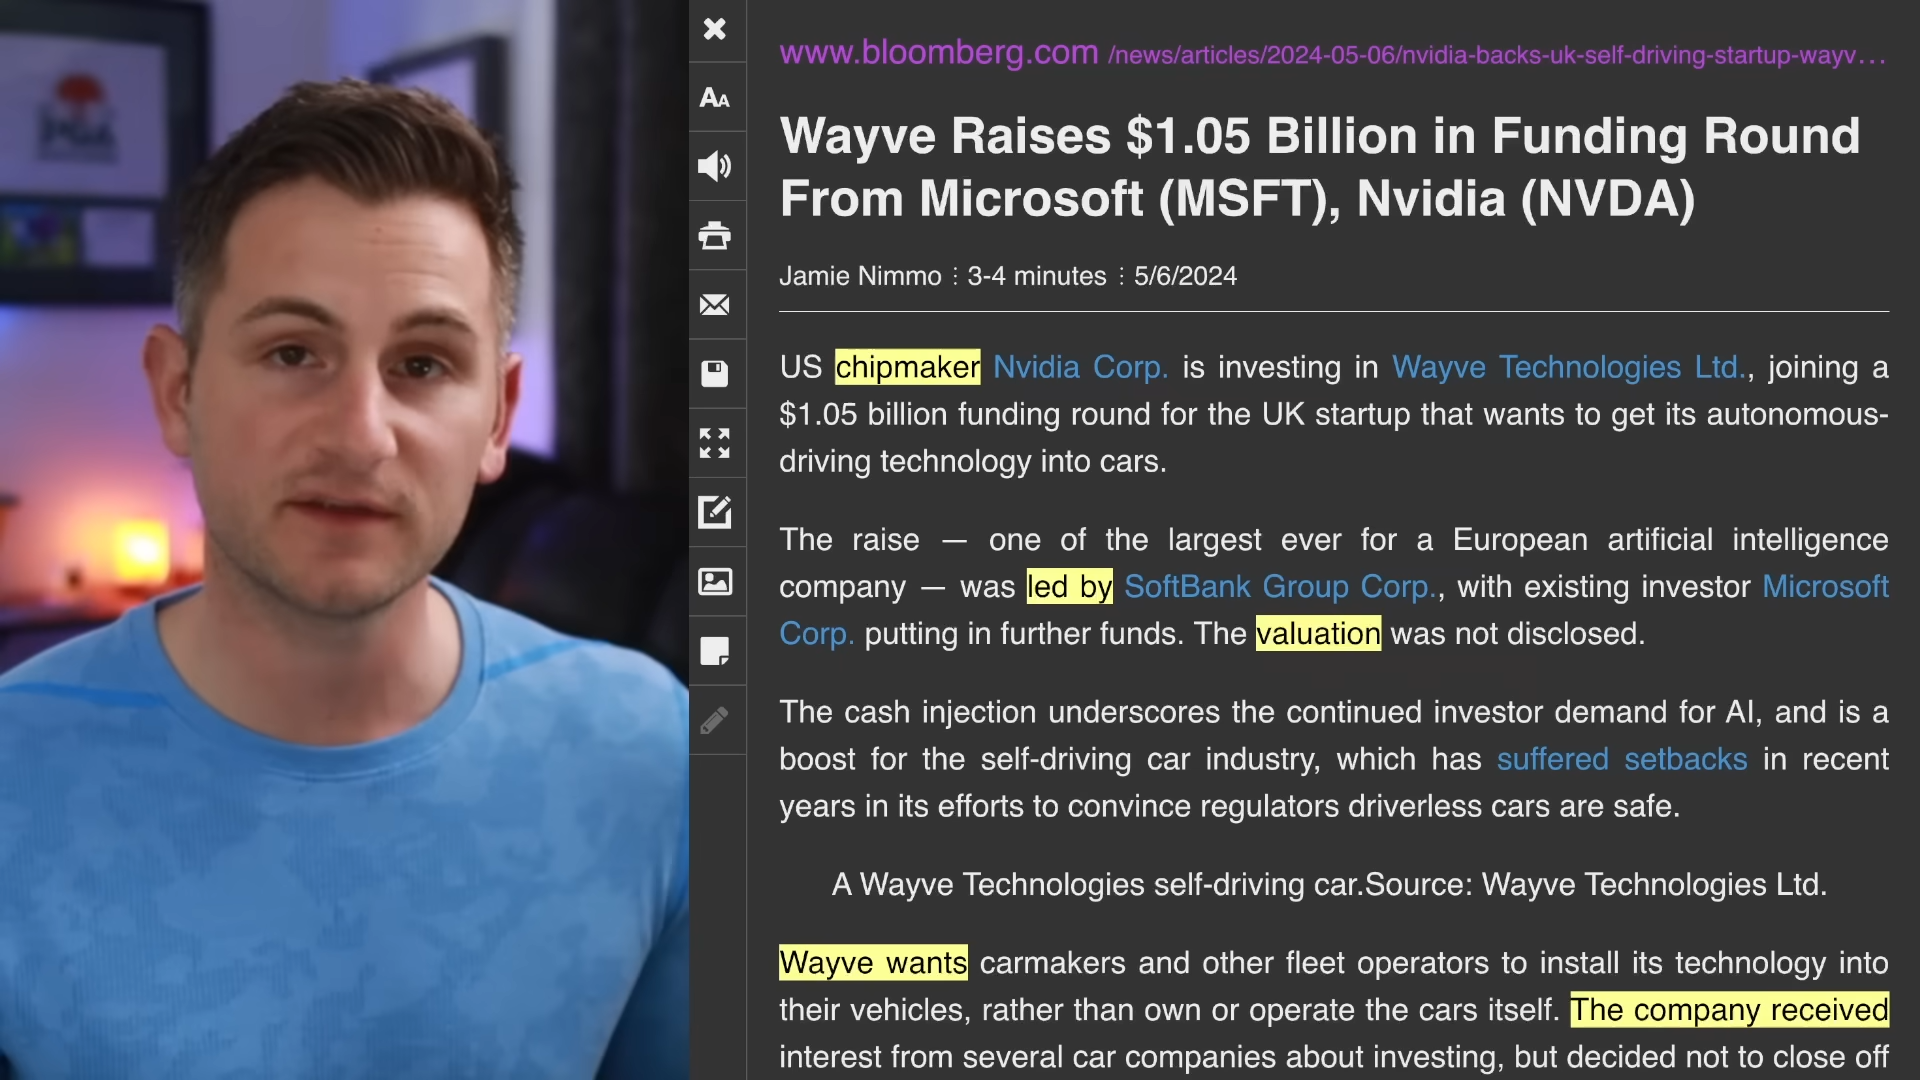 www.bloomberg.com /news/articles/2024-05-06/nvidia-backs-uk-self-driving-startup-wayv…
Wayve Raises $1.05 Billion in Funding Round
From Microsoft (MSFT), Nvidia (NVDA)
Jamie Nimmo ⋮ 3-4 minutes ⋮ 5/6/2024
US chipmaker Nvidia Corp. is investing in Wayve Technologies Ltd., joining a
$1.05 billion funding round for the UK startup that wants to get its autonomous-
driving technology into cars.
The raise — one of the largest ever for a European artificial intelligence
company — was led by SoftBank Group Corp., with existing investor Microsoft
Corp. putting in further funds. The valuation was not disclosed.
The cash injection underscores the continued investor demand for AI, and is a
boost for the self-driving car industry, which has suffered setbacks in recent
years in its efforts to convince regulators driverless cars are safe.
A Wayve Technologies self-driving car.Source: Wayve Technologies Ltd.
Wayve wants carmakers and other fleet operators to install its technology into
their vehicles, rather than own or operate the cars itself. The company received
interest from several car companies about investing, but decided not to close off